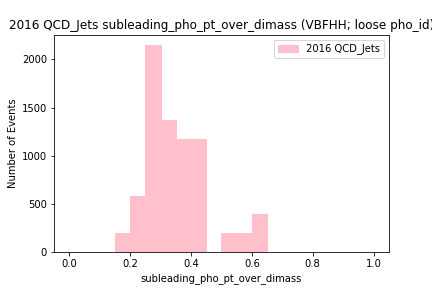 2016 QCD_Jets subleading_pho_pt_over_dimass (VBFHH; loose pho_id)
2016 QCD_Jets
Number of Events
2000
1500
1000
500
0
0.0 0.2 0.4 0.6 0.8 1.0
subleading_pho_pt_over_dimass